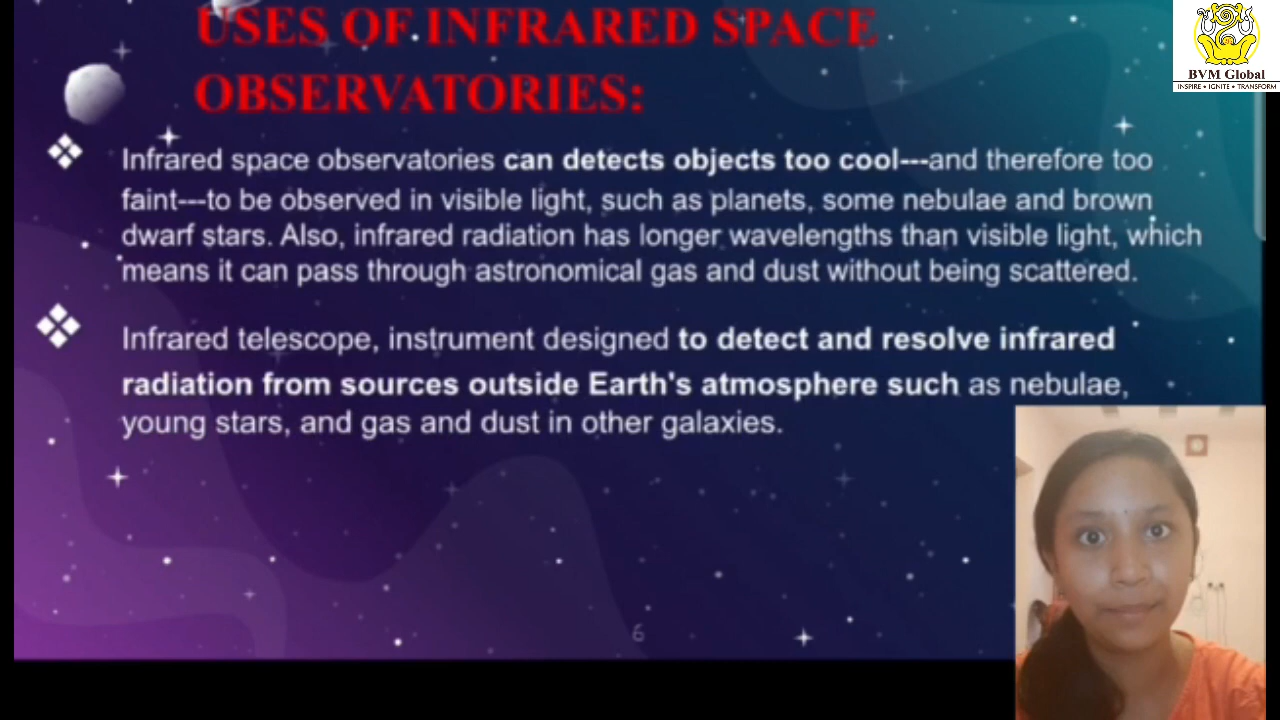 USES OF INFRARED SPACE
OBSERVATORIES:
BVM Global
INSPIRE • IGNITE • TRANSFORM
Infrared space observatories can detects objects too cool---and therefore too
faint---to be observed in visible light, such as planets, some nebulae and brown
dwarf stars. Also, infrared radiation has longer wavelengths than visible light, which
means it can pass through astronomical gas and dust without being scattered.
Infrared telescope, instrument designed to detect and resolve infrared
radiation from sources outside Earth's atmosphere such as nebulae,
young stars, and gas and dust in other galaxies.
6